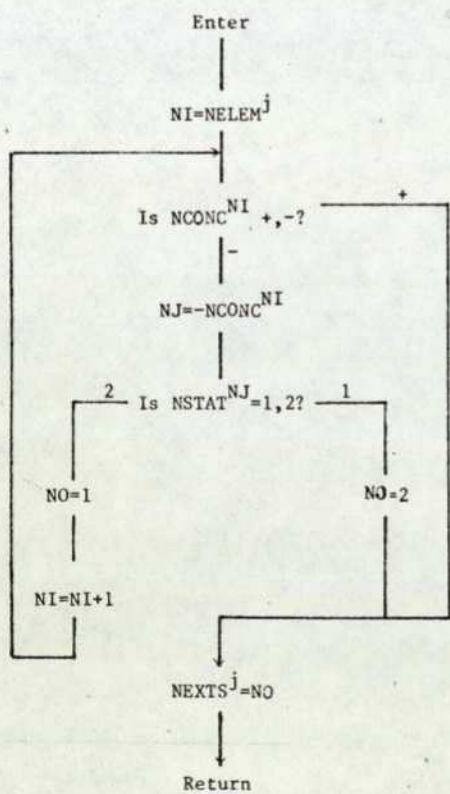 Enter
NI=NELEM^j
Is NCONC^NI +,-?
+
-
NJ=-NCONC^NI
2
Is NSTAT^NJ=1,2?
1
NO=1
NO=2
NI=NI+1
NEXTS^j=NO
Return